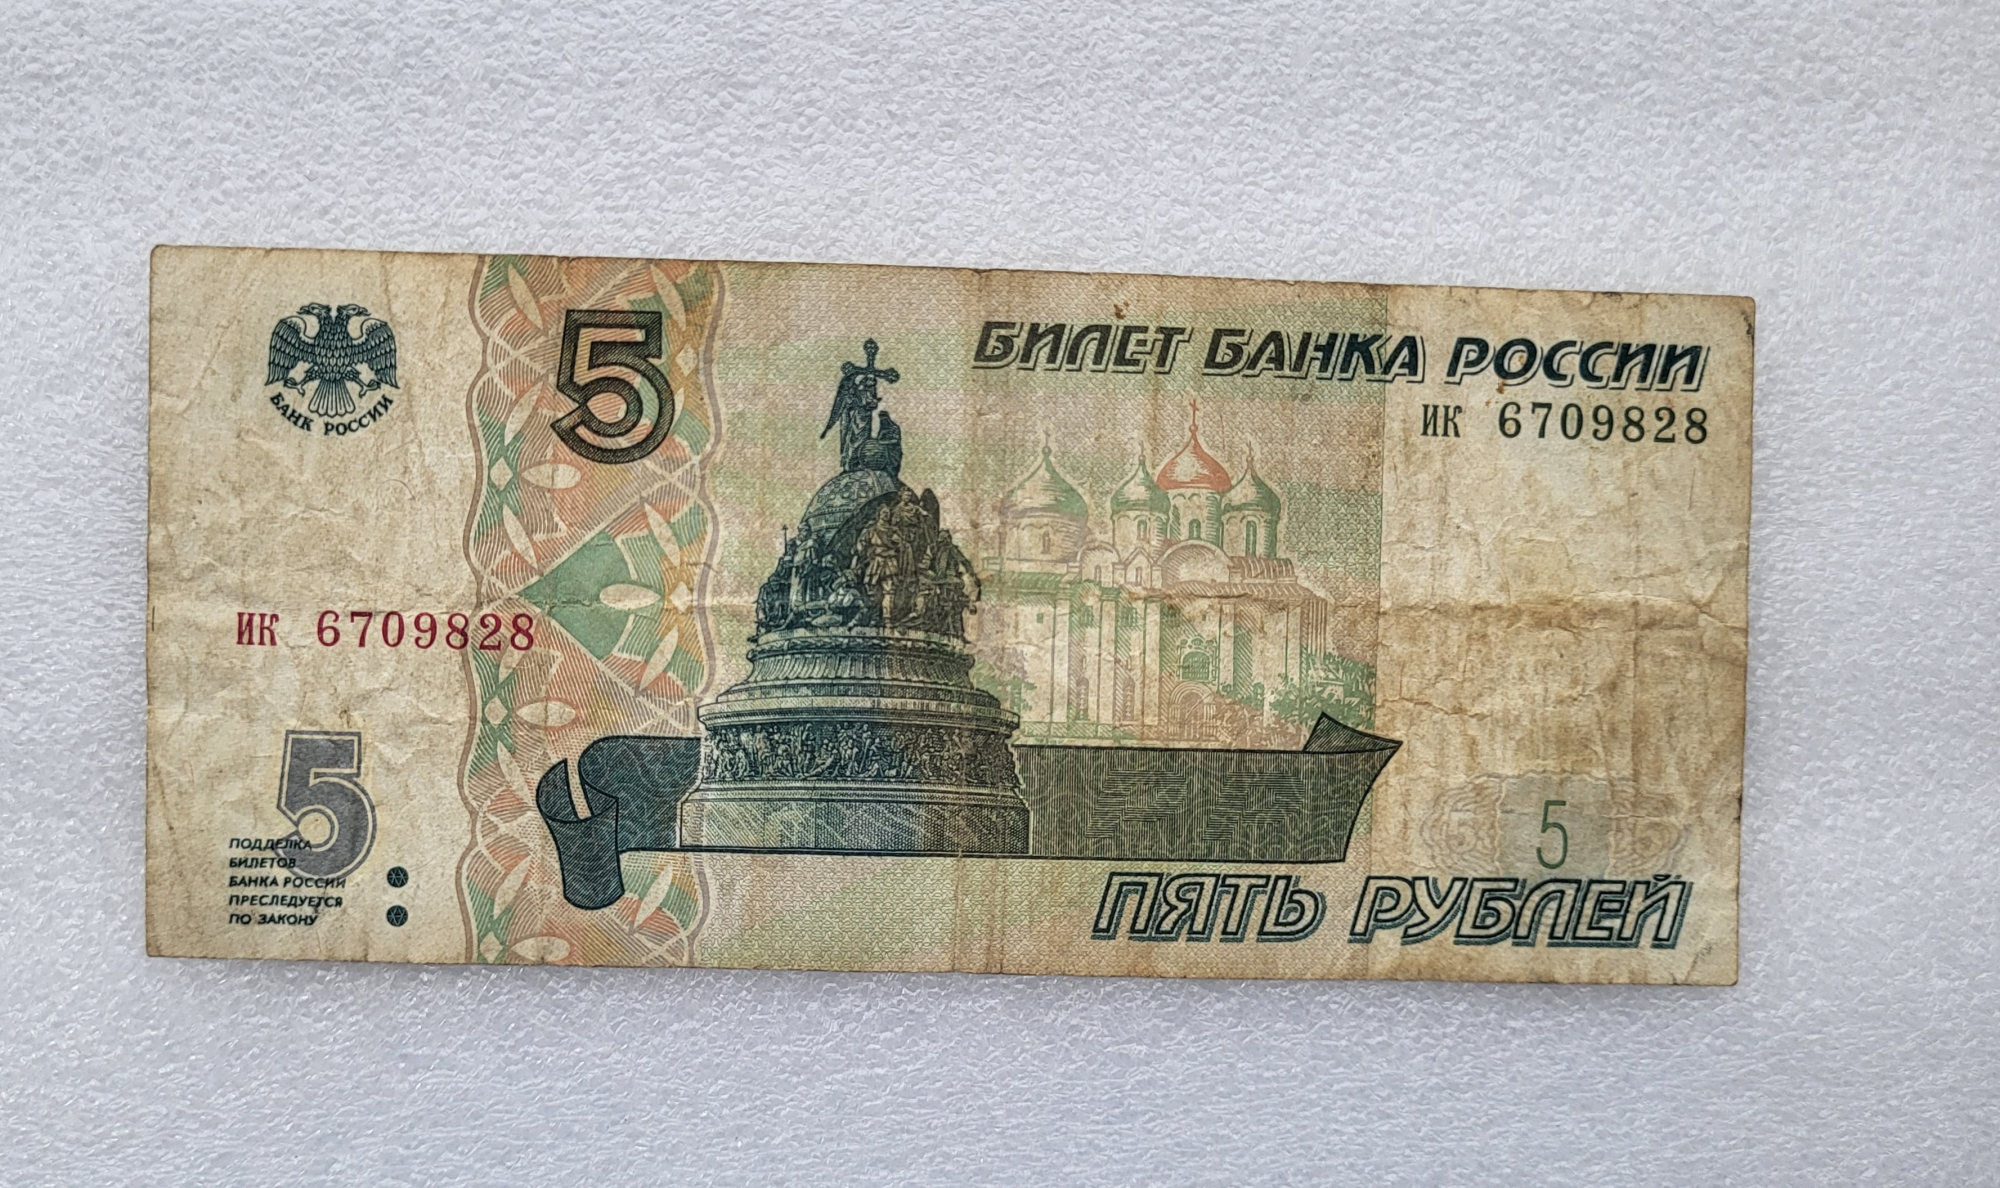 5
БИЛЕТ БАНКА РОССИИ
БАНК РОССИИ
ИК 6709828
ИК 6709828
5
5
ПОДДЕЛКА
БИЛЕТОВ
БАНКА РОССИИ
ПРЕСЛЕДУЕТСЯ
ПО ЗАКОНУ
ПЯТЬ РУБЛЕЙ